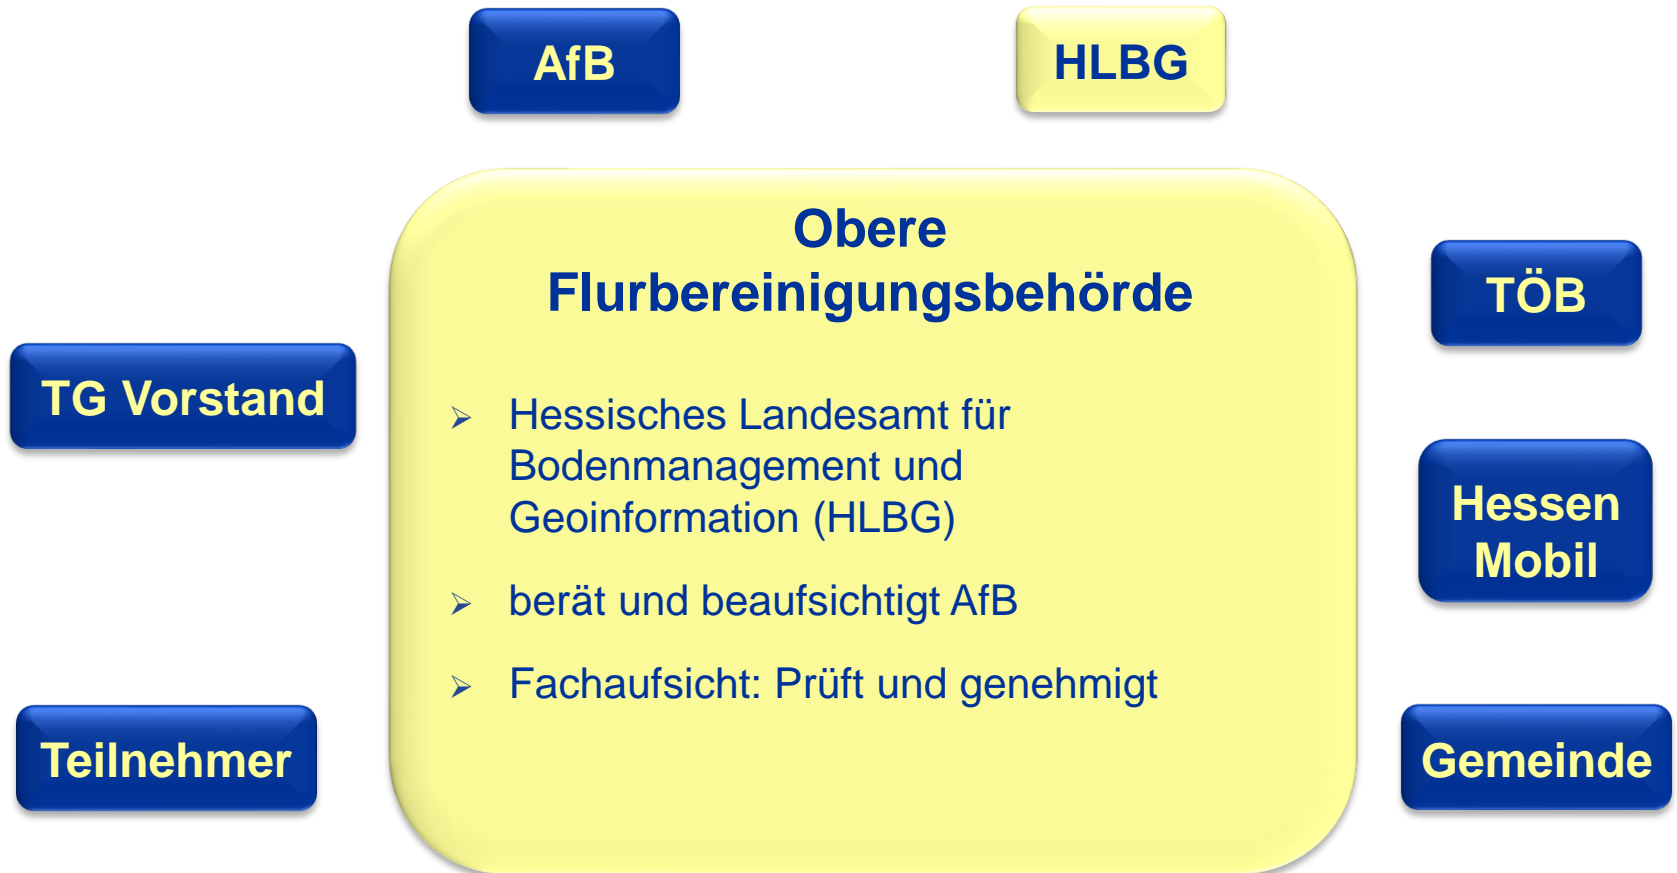 AfB
HLBG
Obere
Flurbereinigungsbehörde
TÖB
TG Vorstand
➢ Hessisches Landesamt für
Bodenmanagement und
Geoinformation (HLBG)
Hessen
Mobil
➢ berät und beaufsichtigt AfB
➢ Fachaufsicht: Prüft und genehmigt
Teilnehmer
Gemeinde